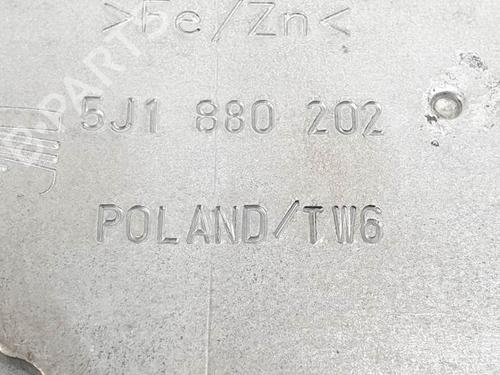 >Fe/Zn<
5J1 880 202
POLAND/TW6